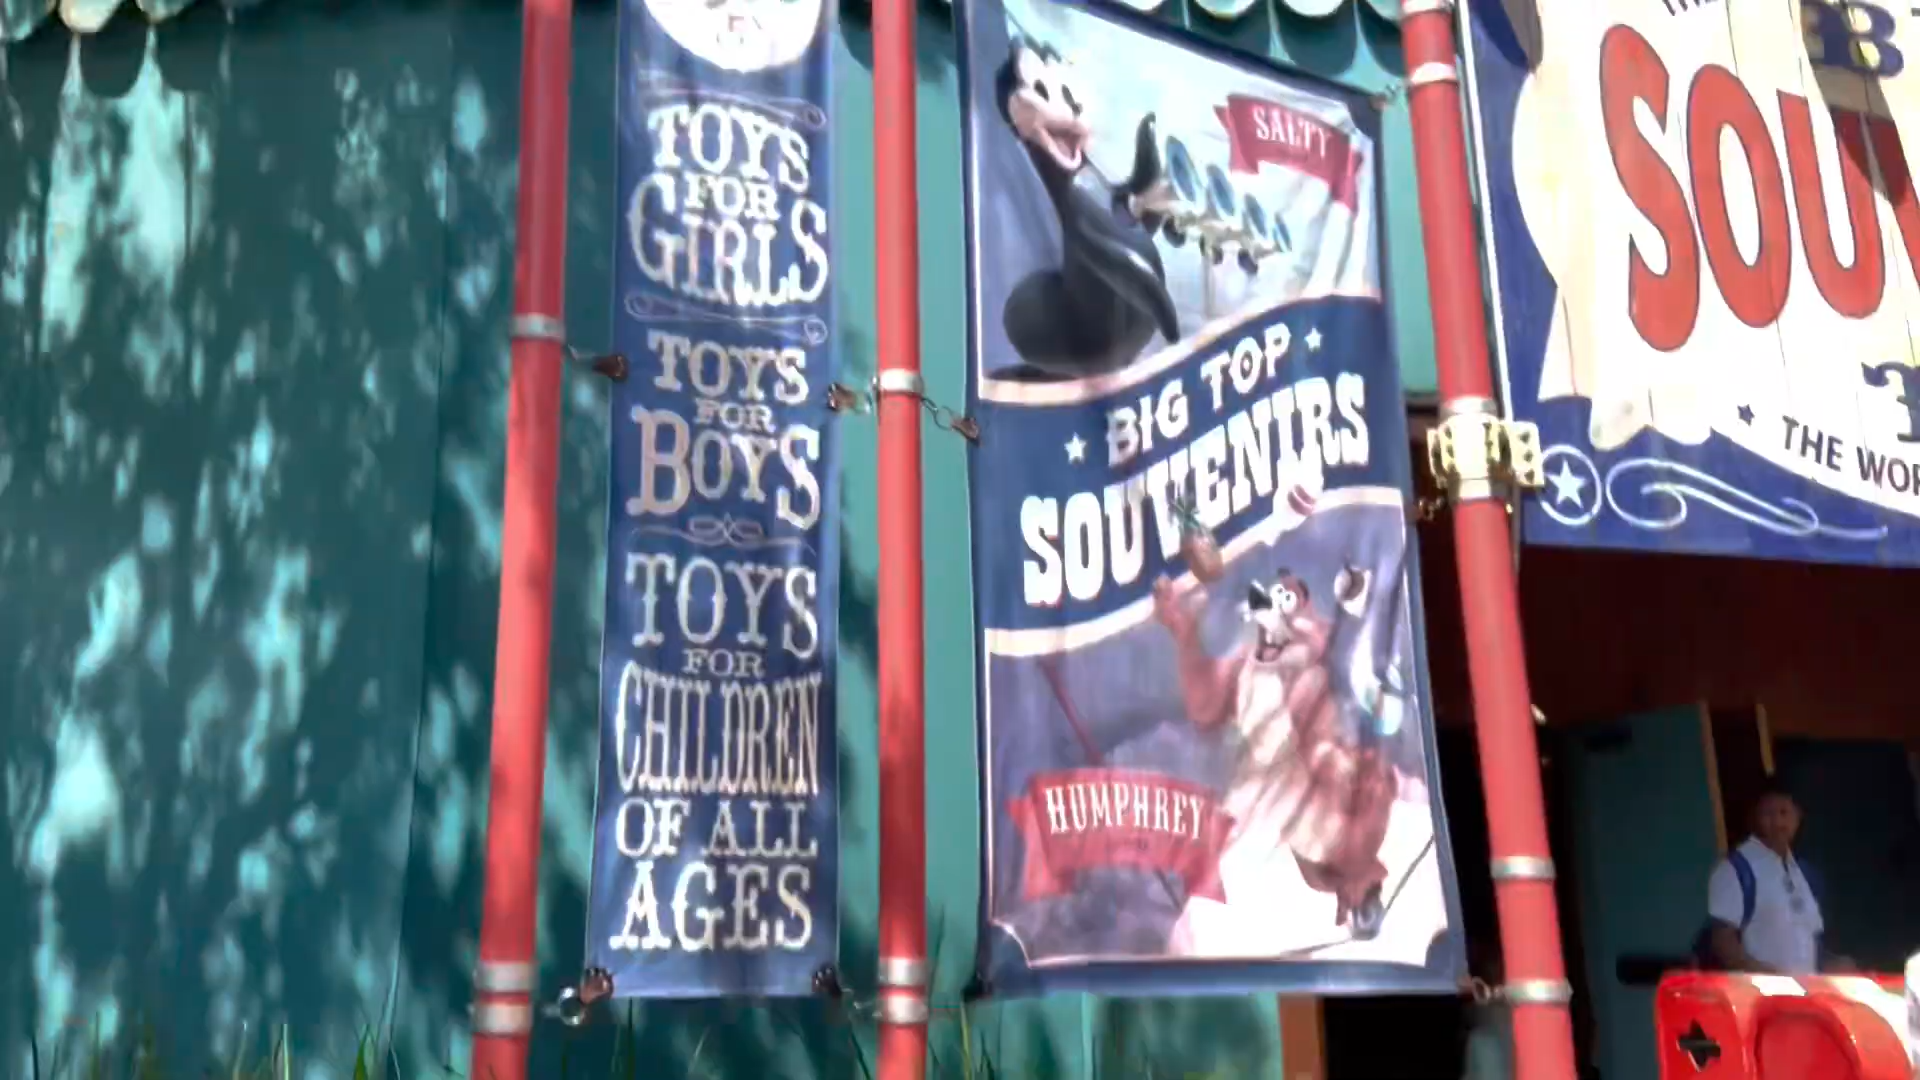 TOYS
FOR
GIRLS
TOYS
FOR
BOYS
TOYS
FOR
CHILDREN
OF ALL
AGES
SALTY
★ BIG TOP ★
SOUVENIRS
HUMPHREY
SOU
★ THE WOR